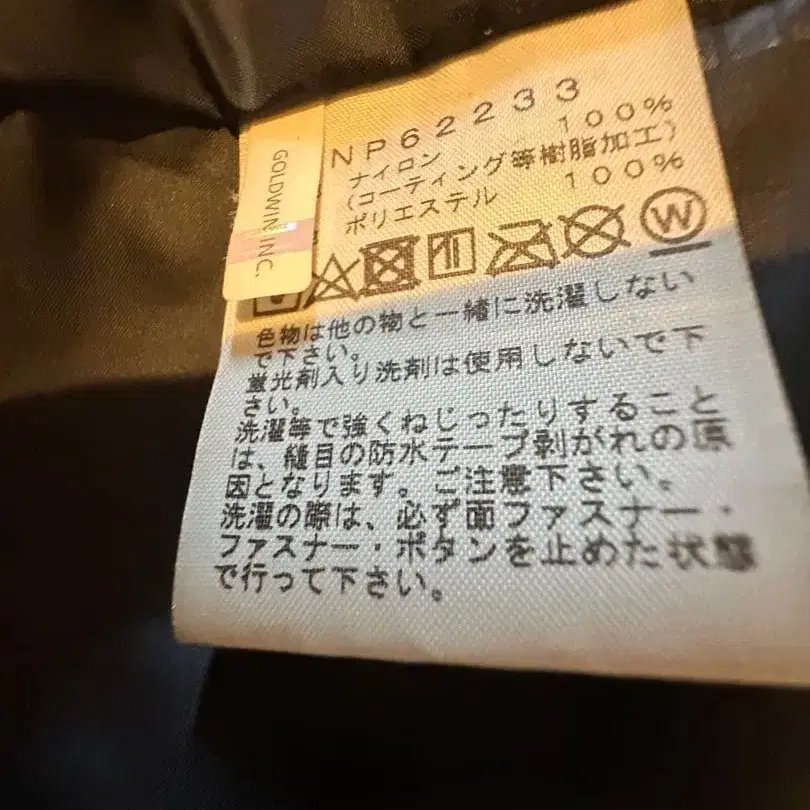 GOLDWIN INC.
NP62233
ナイロン 100%
(コーティング等樹脂加工)
ポリエステル 100%
W
色物は他の物と一緒に洗濯しない
で下さい。
蛍光剤入り洗剤は使用しないで下
さい。
洗濯等で強くねじったりすること
は、縫目の防水テープ剥がれの原
因となります。ご注意下さい。
洗濯の際は、必ず面ファスナー・
ファスナー・ボタンを止めた状態
で行って下さい。